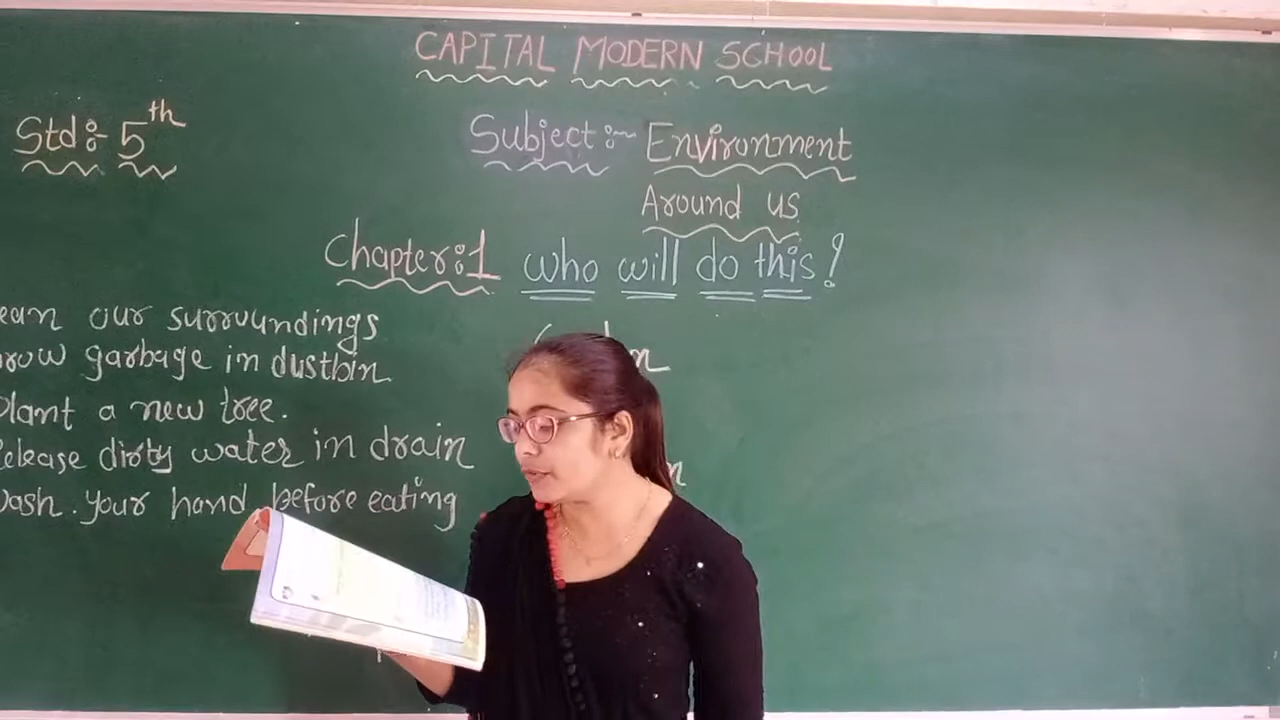 CAPITAL MODERN SCHOOL
Std:- 5th
Subject:- Environment
Around us
Chapter:1 who will do this!
ean our surroundings
row garbage in dustbin
Plant a new tree.
elease dirty water in drain
ash. your hand before eating